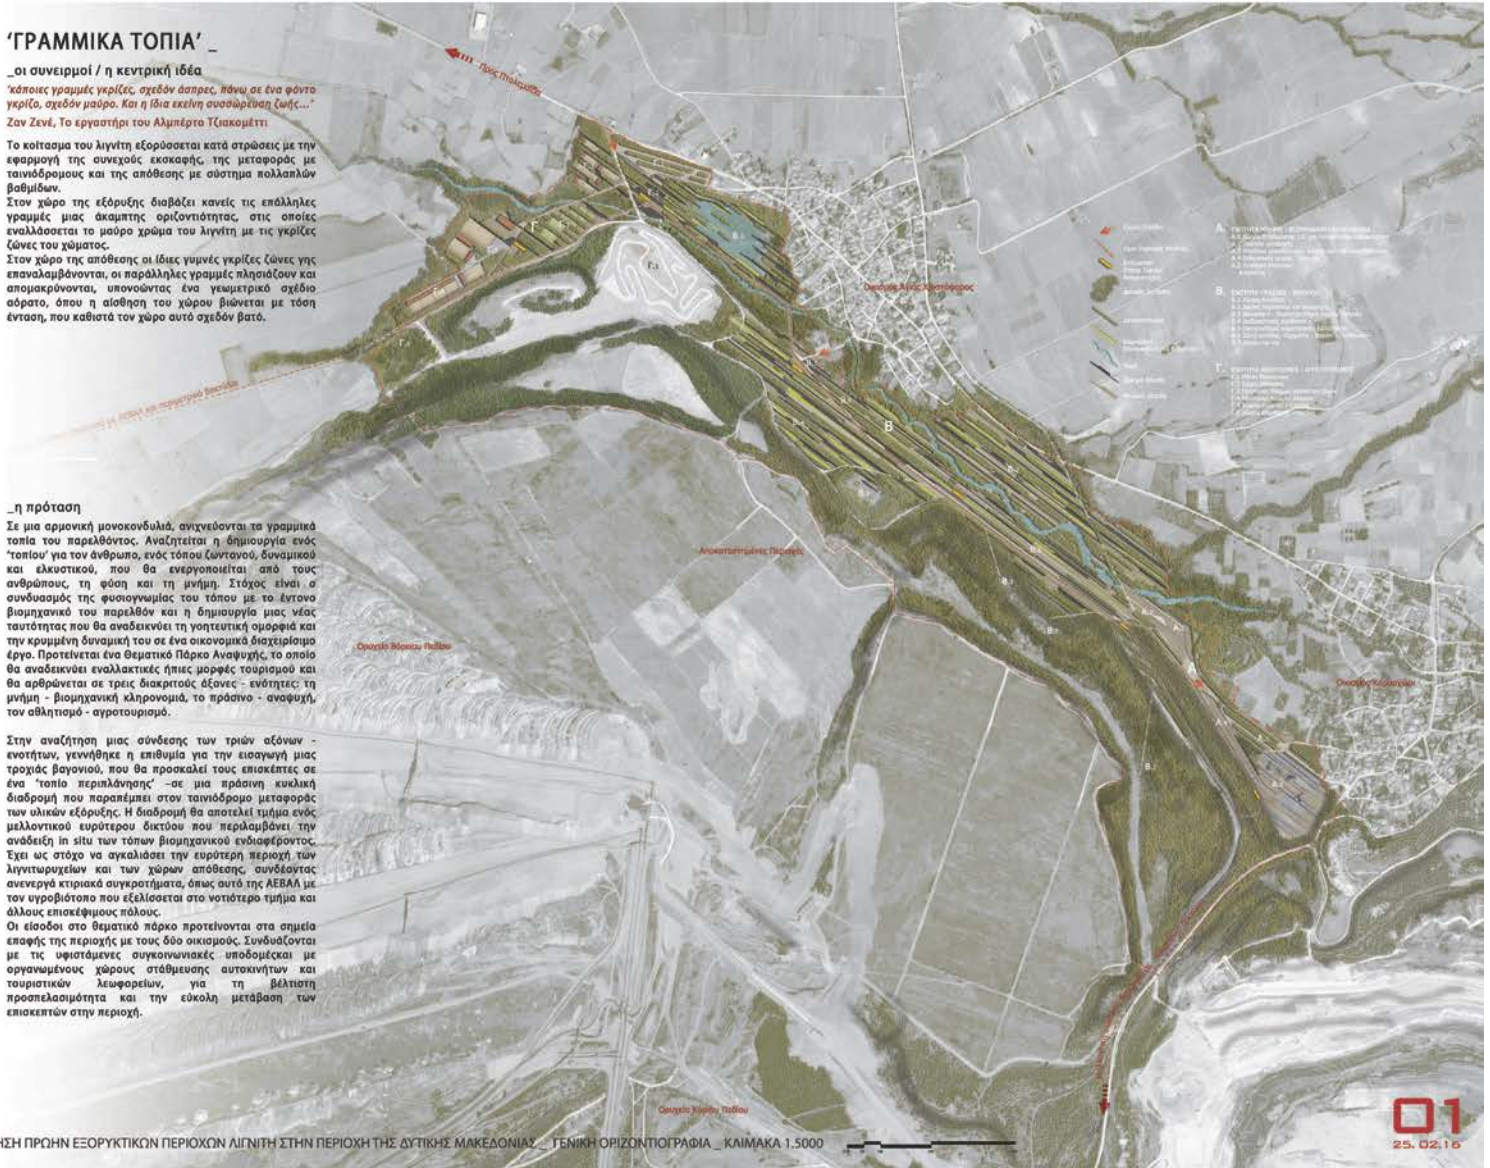 ‘ΓΡΑΜΜΙΚΑ ΤΟΠΙΑ’ _
_οι συνειρμοί / η κεντρική ιδέα
‘κάποιες γραμμές γκρίζες, σχεδόν άσπρες, πάνω σε ένα φόντο
γκρίζο, σχεδόν μαύρο. Και η ίδια εκείνη συσσώρευση ζωής...’
Ζαν Ζενέ, Το εργαστήρι του Αλμπέρτο Τζιακομέττι
Το κοίτασμα του λιγνίτη εξορύσσεται κατά στρώσεις με την
εφαρμογή της συνεχούς εκσκαφής, της μεταφοράς με
ταινιόδρομους και της απόθεσης με σύστημα πολλαπλών
βαθμίδων.
Στον χώρο της εξόρυξης διαβάζει κανείς τις επάλληλες
γραμμές μιας άκαμπτης οριζοντιότητας, στις οποίες
εναλλάσσεται το μαύρο χρώμα του λιγνίτη με τις γκρίζες
ζώνες του χώματος.
Στον χώρο της απόθεσης οι ίδιες γυμνές γκρίζες ζώνες γης
επαναλαμβάνονται, οι παράλληλες γραμμές πλησιάζουν και
απομακρύνονται, υπονοώντας ένα γεωμετρικό σχέδιο
αόρατο, όπου η αίσθηση του χώρου βιώνεται με τόση
ένταση, που καθιστά τον χώρο αυτό σχεδόν βατό.
_η πρόταση
Σε μια αρμονική μονοκονδυλιά, ανιχνεύονται τα γραμμικά
τοπία του παρελθόντος. Αναζητείται η δημιουργία ενός
‘τοπίου’ για τον άνθρωπο, ενός τόπου ζωντανού, δυναμικού
και ελκυστικού, που θα ενεργοποιείται από τους
ανθρώπους, τη φύση και τη μνήμη. Στόχος είναι ο
συνδυασμός της φυσιογνωμίας του τόπου με το έντονο
βιομηχανικό του παρελθόν και η δημιουργία μιας νέας
ταυτότητας που θα αναδεικνύει τη γοητευτική ομορφιά και
την κρυμμένη δυναμική του σε ένα οικονομικά διαχειρίσιμο
έργο. Προτείνεται ένα Θεματικό Πάρκο Αναψυχής, το οποίο
θα αναδεικνύει εναλλακτικές ήπιες μορφές τουρισμού και
θα αρθρώνεται σε τρεις διακριτούς άξονες - ενότητες: τη
μνήμη - βιομηχανική κληρονομιά, το πράσινο - αναψυχή,
τον αθλητισμό - αγροτουρισμό.
Στην αναζήτηση μιας σύνδεσης των τριών αξόνων -
ενοτήτων, γεννήθηκε η επιθυμία για την εισαγωγή μιας
τροχιάς βαγονιού, που θα προσκαλεί τους επισκέπτες σε
ένα ‘τοπίο περιπλάνησης’ –σε μια πράσινη κυκλική
διαδρομή που παραπέμπει στον ταινιόδρομο μεταφοράς
των υλικών εξόρυξης. Η διαδρομή θα αποτελεί τμήμα ενός
μελλοντικού ευρύτερου δικτύου που περιλαμβάνει την
ανάδειξη in situ των τόπων βιομηχανικού ενδιαφέροντος.
Έχει ως στόχο να αγκαλιάσει την ευρύτερη περιοχή των
λιγνιτωρυχείων και των χώρων απόθεσης, συνδέοντας
ανενεργά κτιριακά συγκροτήματα, όπως αυτό της ΑΕΒΑΛ με
τον υγροβιότοπο που εξελίσσεται στο νοτιότερο τμήμα και
άλλους επισκέψιμους πόλους.
Οι είσοδοι στο θεματικό πάρκο προτείνονται στα σημεία
επαφής της περιοχής με τους δύο οικισμούς. Συνδυάζονται
με τις υφιστάμενες συγκοινωνιακές υποδομέςκαι με
οργανωμένους χώρους στάθμευσης αυτοκινήτων και
τουριστικών λεωφορείων, για τη βέλτιστη
προσπελασιμότητα και την εύκολη μετάβαση των
επισκεπτών στην περιοχή.
Προς Πτολεμαΐδα
Οικισμός Άγιος Χριστόφορος
Αποκατεστημένες Περιοχές
Ορυχείο Βόρειου Πεδίου
Οικισμός Καρυοχώρι
Ορυχείο Κύριου Πεδίου
Α.
Β.
Γ.
Γ.1
Β
Α
ΗΣΗ ΠΡΩΗΝ ΕΞΟΡΥΚΤΙΚΩΝ ΠΕΡΙΟΧΩΝ ΛΙΓΝΙΤΗ ΣΤΗΝ ΠΕΡΙΟΧΗ ΤΗΣ ΔΥΤΙΚΗΣ ΜΑΚΕΔΟΝΙΑΣ _ ΓΕΝΙΚΗ ΟΡΙΖΟΝΤΙΟΓΡΑΦΙΑ _ ΚΛΙΜΑΚΑ 1:5000
01
25.02.16